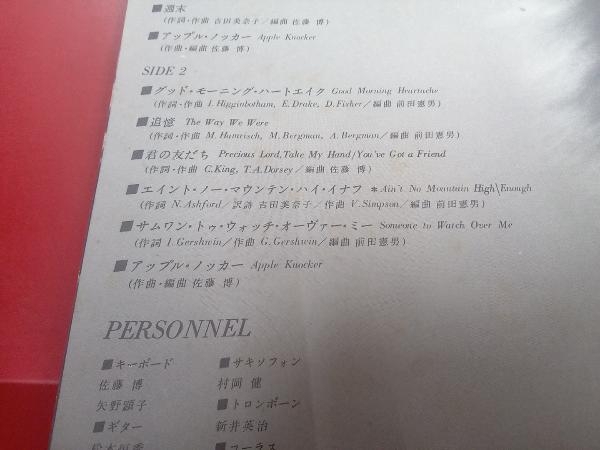 ■週末
(作詞・作曲 吉田美奈子／編曲 佐藤 博)
■アップル・ノッカー Apple Knocker
(作曲・編曲 佐藤 博)
SIDE 2
■グッド・モーニング・ハートエイク Good Morning Heartache
(作詞・作曲 I. Higginbotham, E. Drake, D. Fisher／編曲 前田憲男)
■追憶 The Way We Were
(作詞・作曲 M. Hamrisch, M. Bergman, A. Bergman／編曲 前田憲男)
■君の友だち Precious Lord, Take My Hand/You've Got a Friend
(作詞・作曲 C. King, T. A. Dorsey／編曲 佐藤 博)
■エイント・ノー・マウンテン・ハイ・イナフ ＊Ain't No Mountain High Enough
(作詞 N. Ashford／訳詩 吉田美奈子／作曲 V. Simpson／編曲 前田憲男)
■サムワン・トゥ・ウォッチ・オーヴァー・ミー Someone to Watch Over Me
(作詞 I. Gershwin／作曲 G. Gershwin／編曲 前田憲男)
■アップル・ノッカー Apple Knocker
(作曲・編曲 佐藤 博)
PERSONNEL
■キーボード ■サキソフォン
佐藤 博 村岡 健
矢野顕子 ■トロンボーン
■ギター 新井英治
松木恒秀 ■コーラス